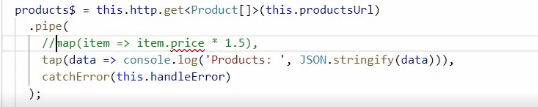 products$ = this.http.get<Product[]>(this.productsUrl)
.pipe(
//map(item => item.price * 1.5),
tap(data => console.log('Products: ', JSON.stringify(data))),
catchError(this.handleError)
);